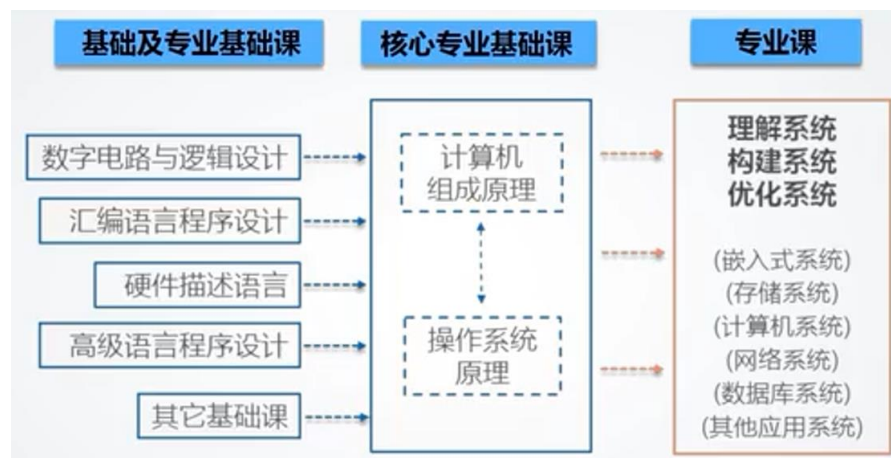 基础及专业基础课
核心专业基础课
专业课
数字电路与逻辑设计
汇编语言程序设计
硬件描述语言
高级语言程序设计
其它基础课
计算机
组成原理
操作系统
原理
理解系统
构建系统
优化系统
(嵌入式系统)
(存储系统)
(计算机系统)
(网络系统)
(数据库系统)
(其他应用系统)